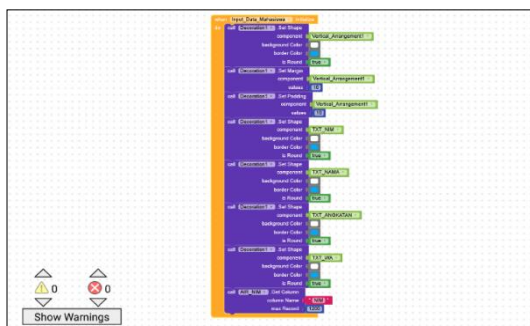 when Input_Data_Mahasiswa .Initialize
do call Decoration1 .Set Shape
component Vertical_Arrangement1
background Color
border Color
is Round true
call Decoration1 .Set Margin
component Vertical_Arrangement1
values 10
call Decoration1 .Set Padding
component Vertical_Arrangement1
values 10
call Decoration1 .Set Shape
component TXT_NIM
background Color
border Color
is Round true
call Decoration1 .Set Shape
component TXT_NAMA
background Color
border Color
is Round true
call Decoration1 .Set Shape
component TXT_ANGKATAN
background Color
border Color
is Round true
call Decoration1 .Set Shape
component
background Color
border Color
is Round true
call .Get Column
column Name " NIM "
max Record 1000
0 0
Show Warnings